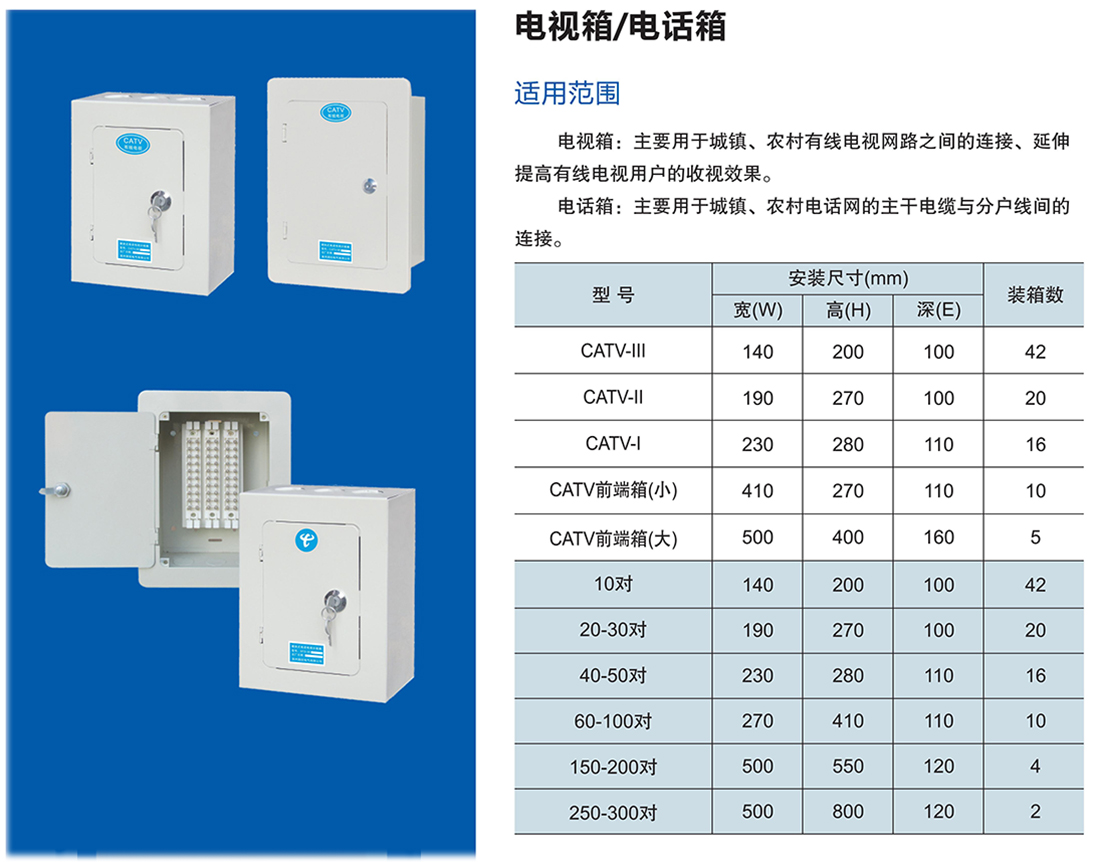 电视箱/电话箱
适用范围
电视箱：主要用于城镇、农村有线电视网路之间的连接、延伸
提高有线电视用户的收视效果。
电话箱：主要用于城镇、农村电话网的主干电缆与分户线间的
连接。
型号 安装尺寸(mm) 装箱数
宽(W) 高(H) 深(E)
CATV-III 140 200 100 42
CATV-II 190 270 100 20
CATV-I 230 280 110 16
CATV前端箱(小) 410 270 110 10
CATV前端箱(大) 500 400 160 5
10对 140 200 100 42
20-30对 190 270 100 20
40-50对 230 280 110 16
60-100对 270 410 110 10
150-200对 500 550 120 4
250-300对 500 800 120 2
CATV
CATV